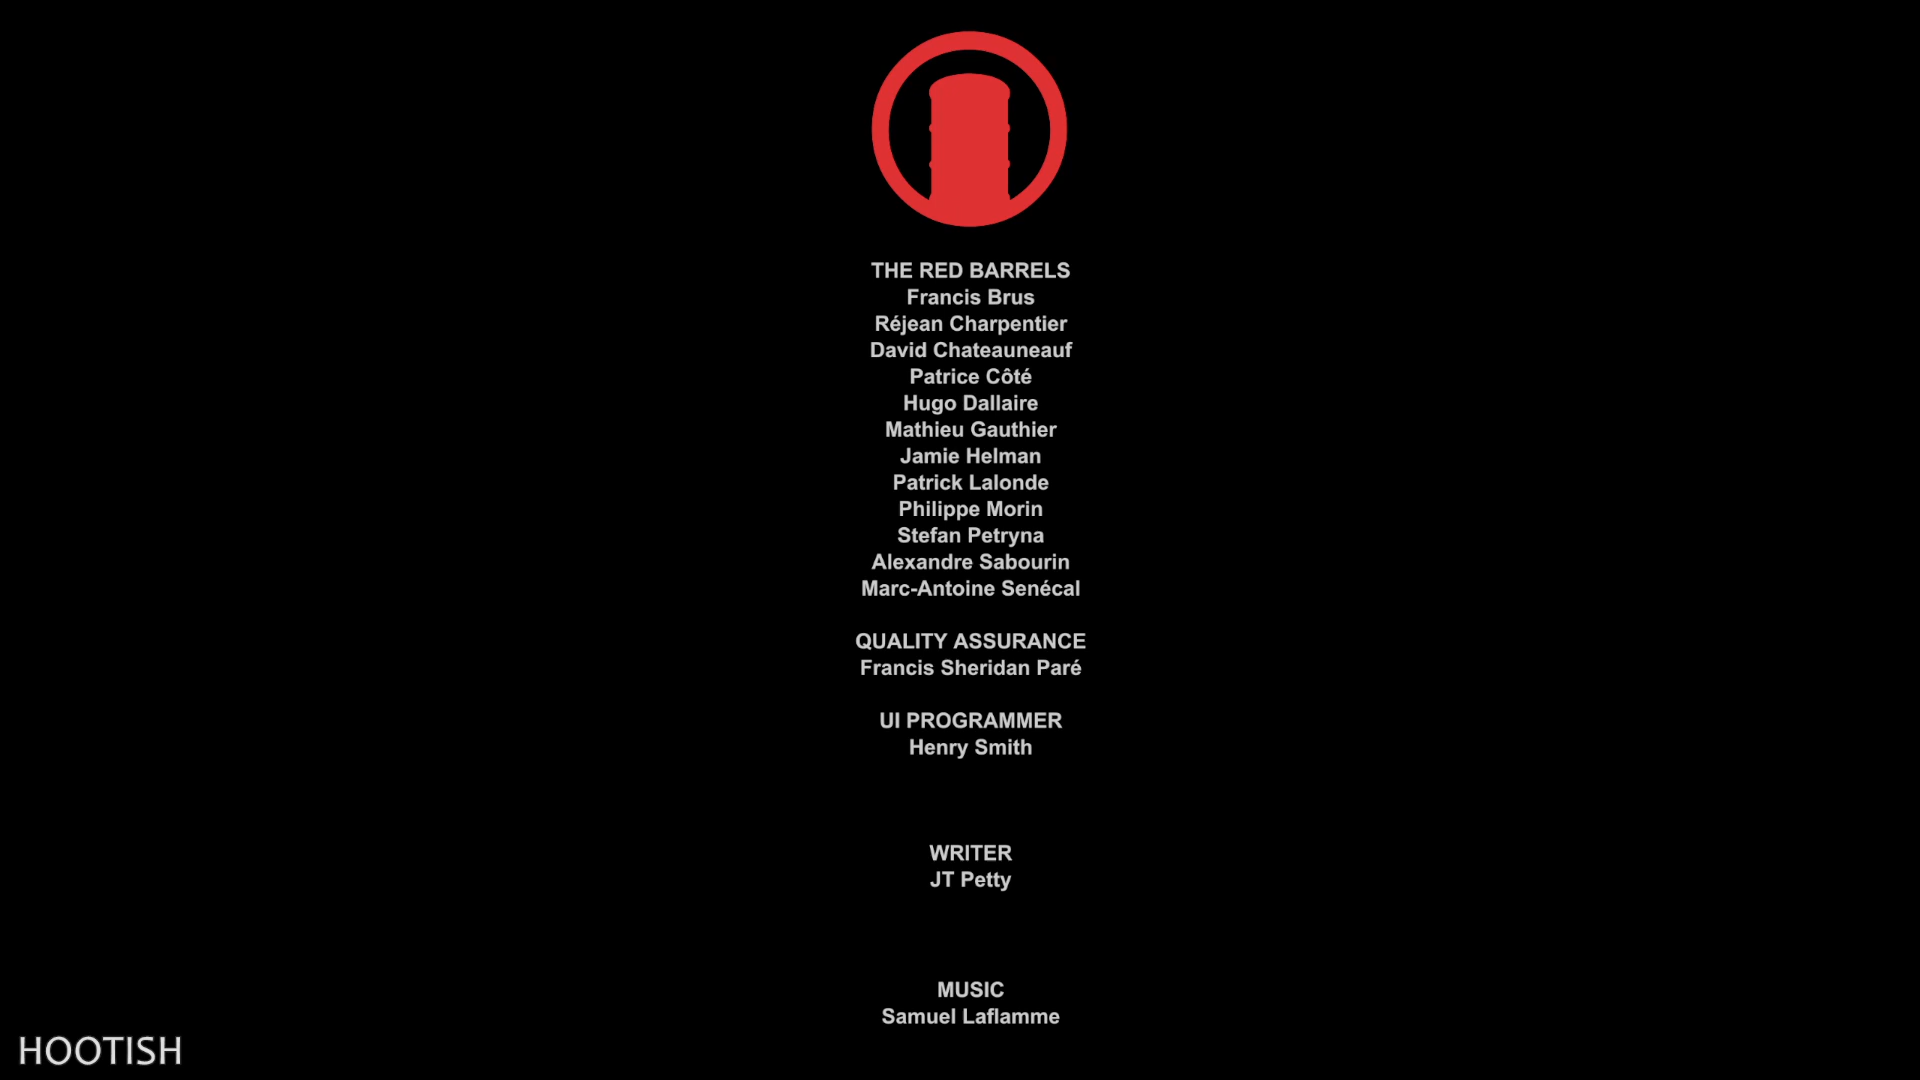 THE RED BARRELS
Francis Brus
Réjean Charpentier
David Chateauneuf
Patrice Côté
Hugo Dallaire
Mathieu Gauthier
Jamie Helman
Patrick Lalonde
Philippe Morin
Stefan Petryna
Alexandre Sabourin
Marc-Antoine Senécal
QUALITY ASSURANCE
Francis Sheridan Paré
UI PROGRAMMER
Henry Smith
WRITER
JT Petty
MUSIC
Samuel Laflamme
HOOTISH